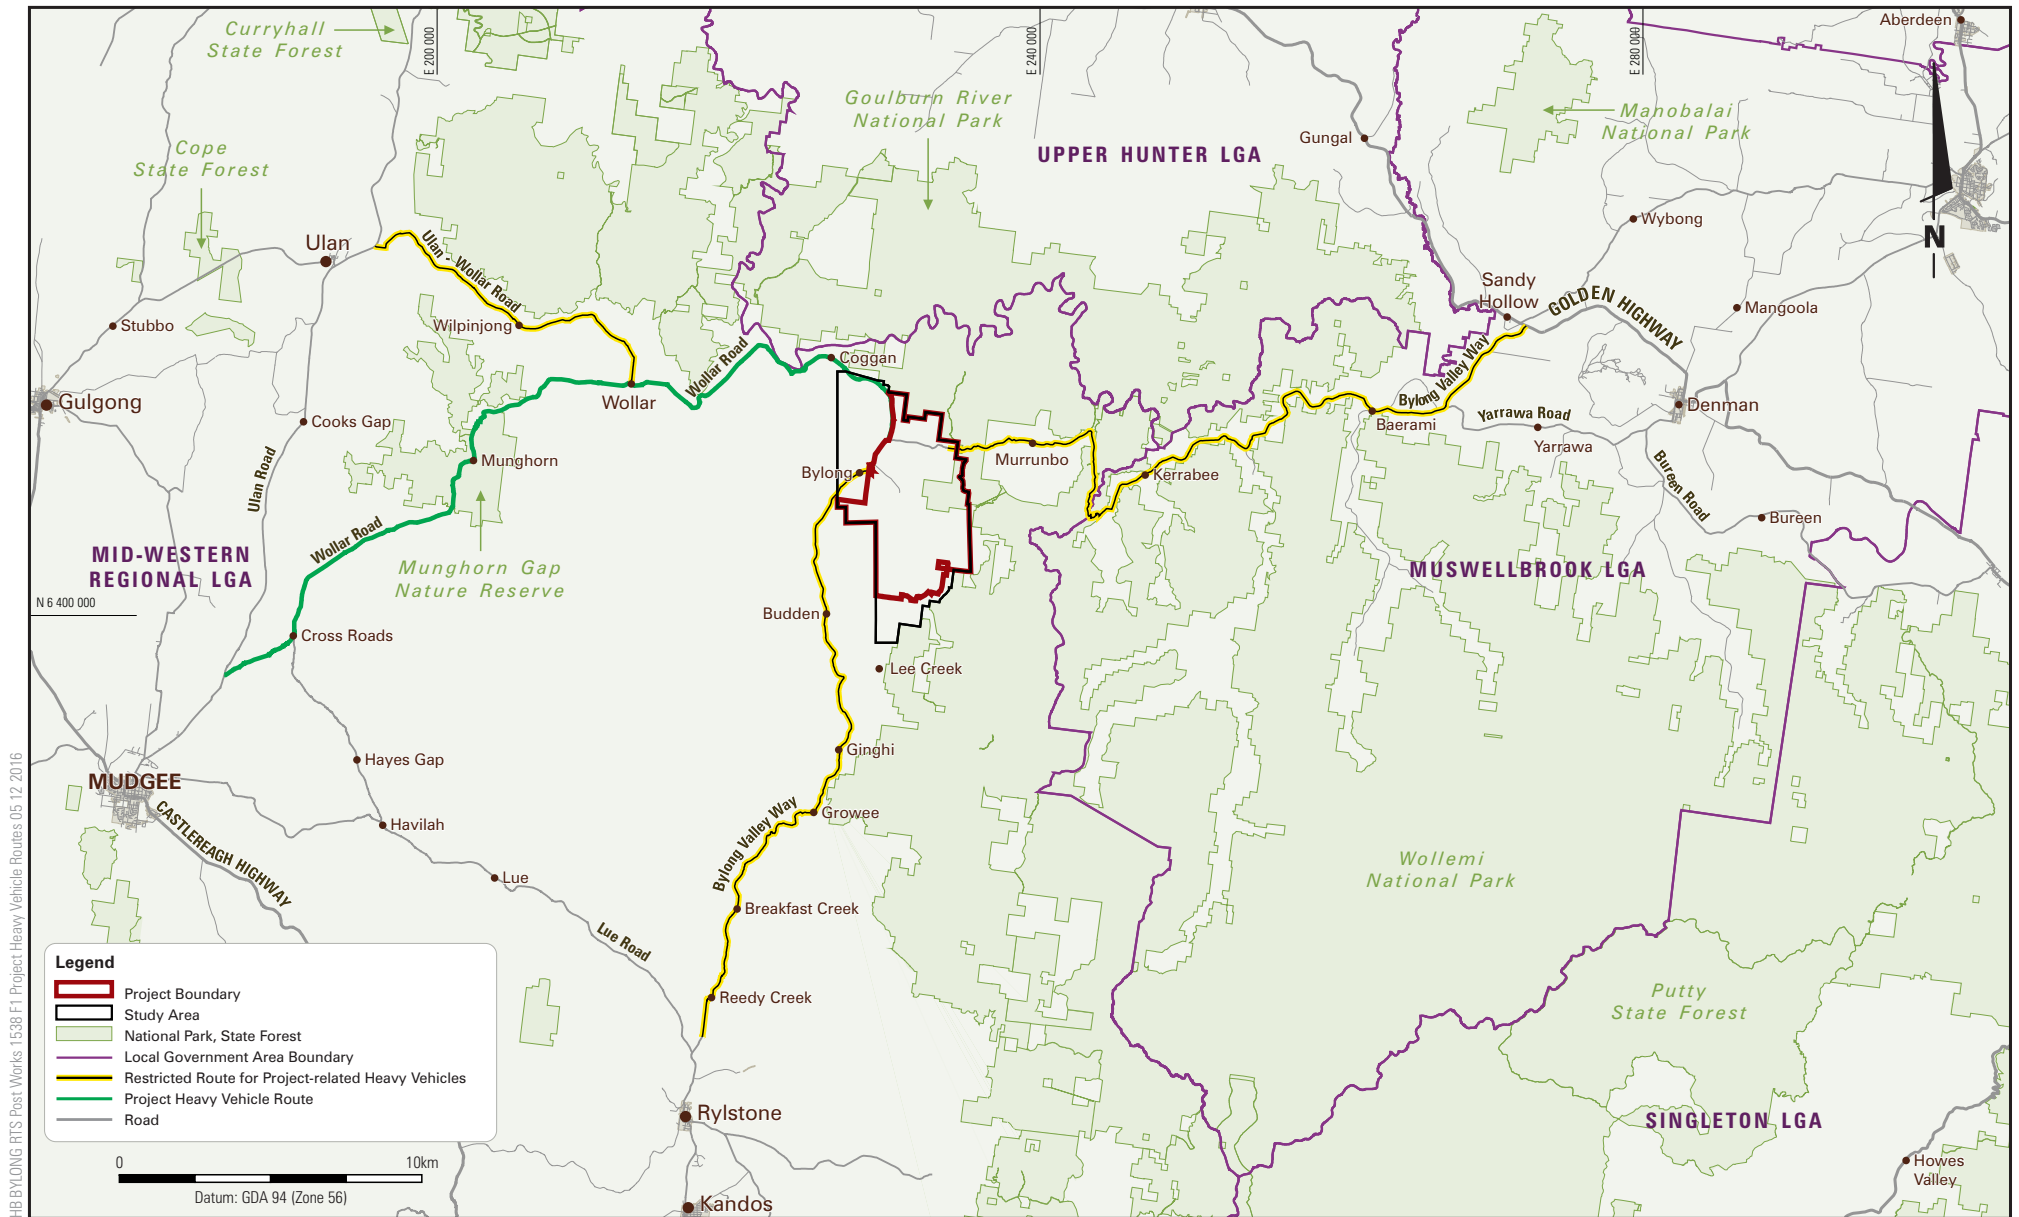 Curryhall
State Forest
E 200 000
E 240 000
E 280 000
Aberdeen
Goulburn River
National Park
Manobalai
National Park
Gungal
UPPER HUNTER LGA
Cope
State Forest
Wybong
N
Ulan
Ulan - Wollar Road
Sandy
Hollow
GOLDEN HIGHWAY
Mangoola
Stubbo
Wilpinjong
Wollar Road
Coggan
Bylong Valley Way
Gulgong
Wollar
Denman
Cooks Gap
Baerami
Yarrawa Road
Yarrawa
Ulan Road
Munghorn
Bylong
Murrunbo
Kerrabee
Bureen Road
Bureen
Wollar Road
MID-WESTERN
REGIONAL LGA
Munghorn Gap
Nature Reserve
MUSWELLBROOK LGA
N 6 400 000
Budden
Cross Roads
Lee Creek
Hayes Gap
Ginghi
MUDGEE
CASTLEREAGH HIGHWAY
Havilah
Bylong Valley Way
Growee
Wollemi
National Park
Lue
Breakfast Creek
Lue Road
Reedy Creek
Putty
State Forest
Legend
Project Boundary
Study Area
National Park, State Forest
Local Government Area Boundary
Restricted Route for Project-related Heavy Vehicles
Project Heavy Vehicle Route
Road
Rylstone
SINGLETON LGA
Howes
Valley
0
10km
Datum: GDA 94 (Zone 56)
Kandos
HB BYLONG RTS Post Works 1538 F1 Project Heavy Vehicle Routes 05 12 2016